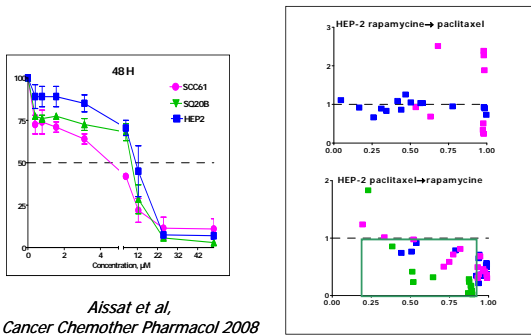 48H
SCC61
SQ20B
HEP2
100
75
50
25
0
0 2 4 12 22 32 42
Concentration, µM
Aissat et al,
Cancer Chemother Pharmacol 2008
HEP-2 rapamycine→ paclitaxel
3
2
1
0
0.00 0.25 0.50 0.75 1.00
HEP-2 paclitaxel→rapamycine
2
1
0
0.00 0.25 0.50 0.75 1.00